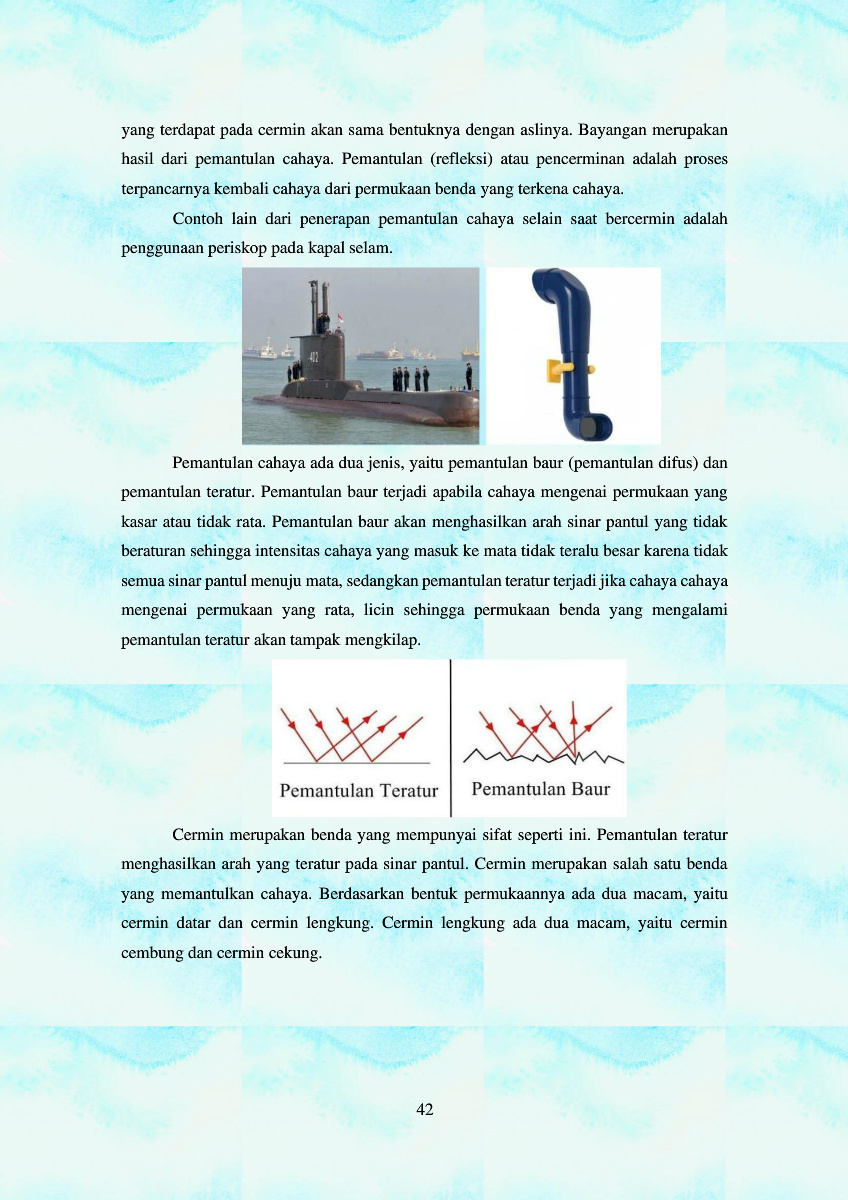 yang terdapat pada cermin akan sama bentuknya dengan aslinya. Bayangan merupakan
hasil dari pemantulan cahaya. Pemantulan (refleksi) atau pencerminan adalah proses
terpancarnya kembali cahaya dari permukaan benda yang terkena cahaya.
Contoh lain dari penerapan pemantulan cahaya selain saat bercermin adalah
penggunaan periskop pada kapal selam.
402
Pemantulan cahaya ada dua jenis, yaitu pemantulan baur (pemantulan difus) dan
pemantulan teratur. Pemantulan baur terjadi apabila cahaya mengenai permukaan yang
kasar atau tidak rata. Pemantulan baur akan menghasilkan arah sinar pantul yang tidak
beraturan sehingga intensitas cahaya yang masuk ke mata tidak teralu besar karena tidak
semua sinar pantul menuju mata, sedangkan pemantulan teratur terjadi jika cahaya cahaya
mengenai permukaan yang rata, licin sehingga permukaan benda yang mengalami
pemantulan teratur akan tampak mengkilap.
Pemantulan Teratur
Pemantulan Baur
Cermin merupakan benda yang mempunyai sifat seperti ini. Pemantulan teratur
menghasilkan arah yang teratur pada sinar pantul. Cermin merupakan salah satu benda
yang memantulkan cahaya. Berdasarkan bentuk permukaannya ada dua macam, yaitu
cermin datar dan cermin lengkung. Cermin lengkung ada dua macam, yaitu cermin
cembung dan cermin cekung.
42